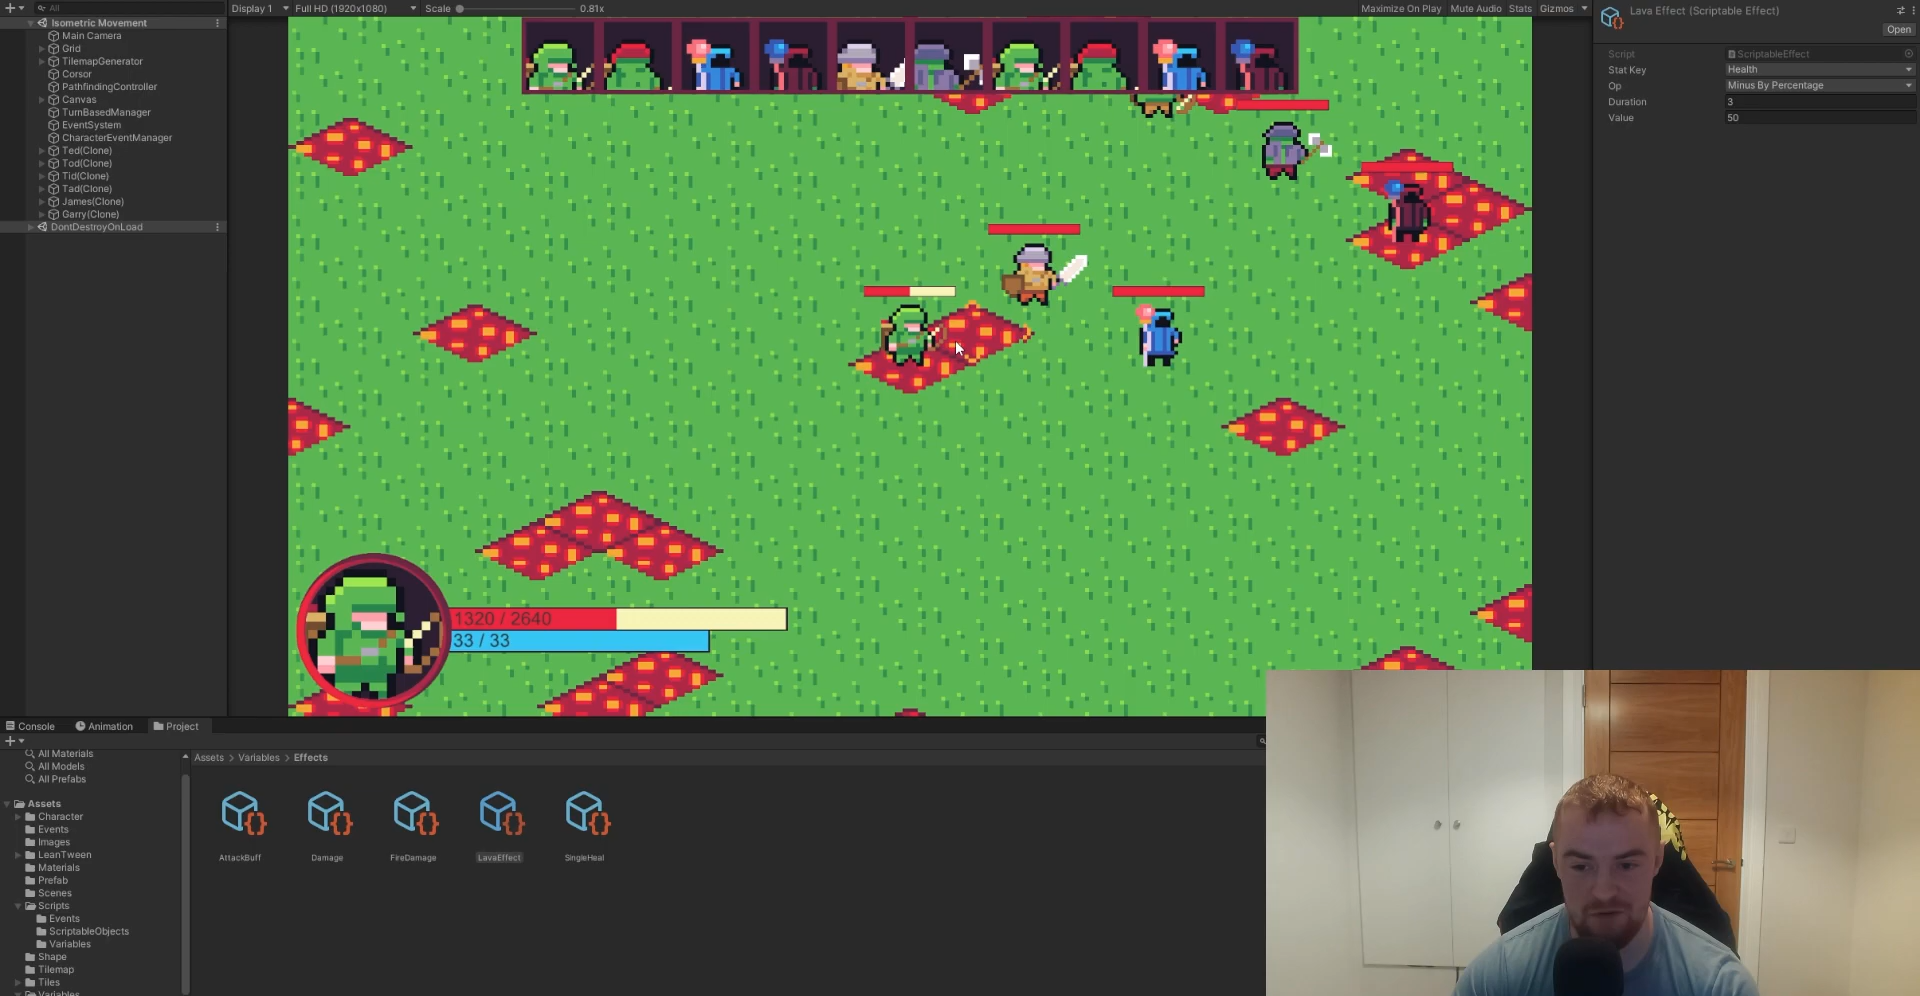 All
Display 1
Full HD (1920x1080)
Scale
0.81x
Maximize On Play
Mute Audio
Stats
Gizmos
Lava Effect (Scriptable Effect)
Open
Isometric Movement
Main Camera
Grid
TilemapGenerator
Corsor
PathfindingController
Canvas
TurnBasedManager
EventSystem
CharacterEventManager
Ted(Clone)
Tod(Clone)
Tid(Clone)
Tad(Clone)
James(Clone)
Garry(Clone)
DontDestroyOnLoad
Script
ScriptableEffect
Stat Key
Health
Op
Minus By Percentage
Duration
3
Value
50
1320 / 2640
33 / 33
Console
Animation
Project
All Materials
All Models
All Prefabs
Assets
Character
Events
Images
LeanTween
Materials
Prefab
Scenes
Scripts
Events
ScriptableObjects
Variables
Shape
Tilemap
Tiles
Variables
Assets > Variables > Effects
AttackBuff
Damage
FireDamage
LavaEffect
SingleHeal